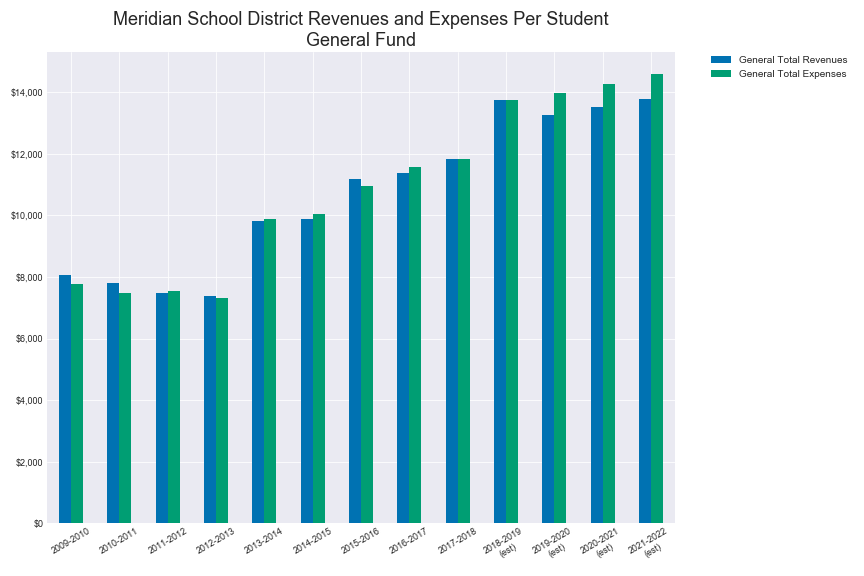 Meridian School District Revenues and Expenses Per Student
General Fund
General Total Revenues
General Total Expenses
$14,000
$12,000
$10,000
$8,000
$6,000
$4,000
$2,000
$0
2009-2010
2010-2011
2011-2012
2012-2013
2013-2014
2014-2015
2015-2016
2016-2017
2017-2018
2018-2019
(est)
2019-2020
(est)
2020-2021
(est)
2021-2022
(est)